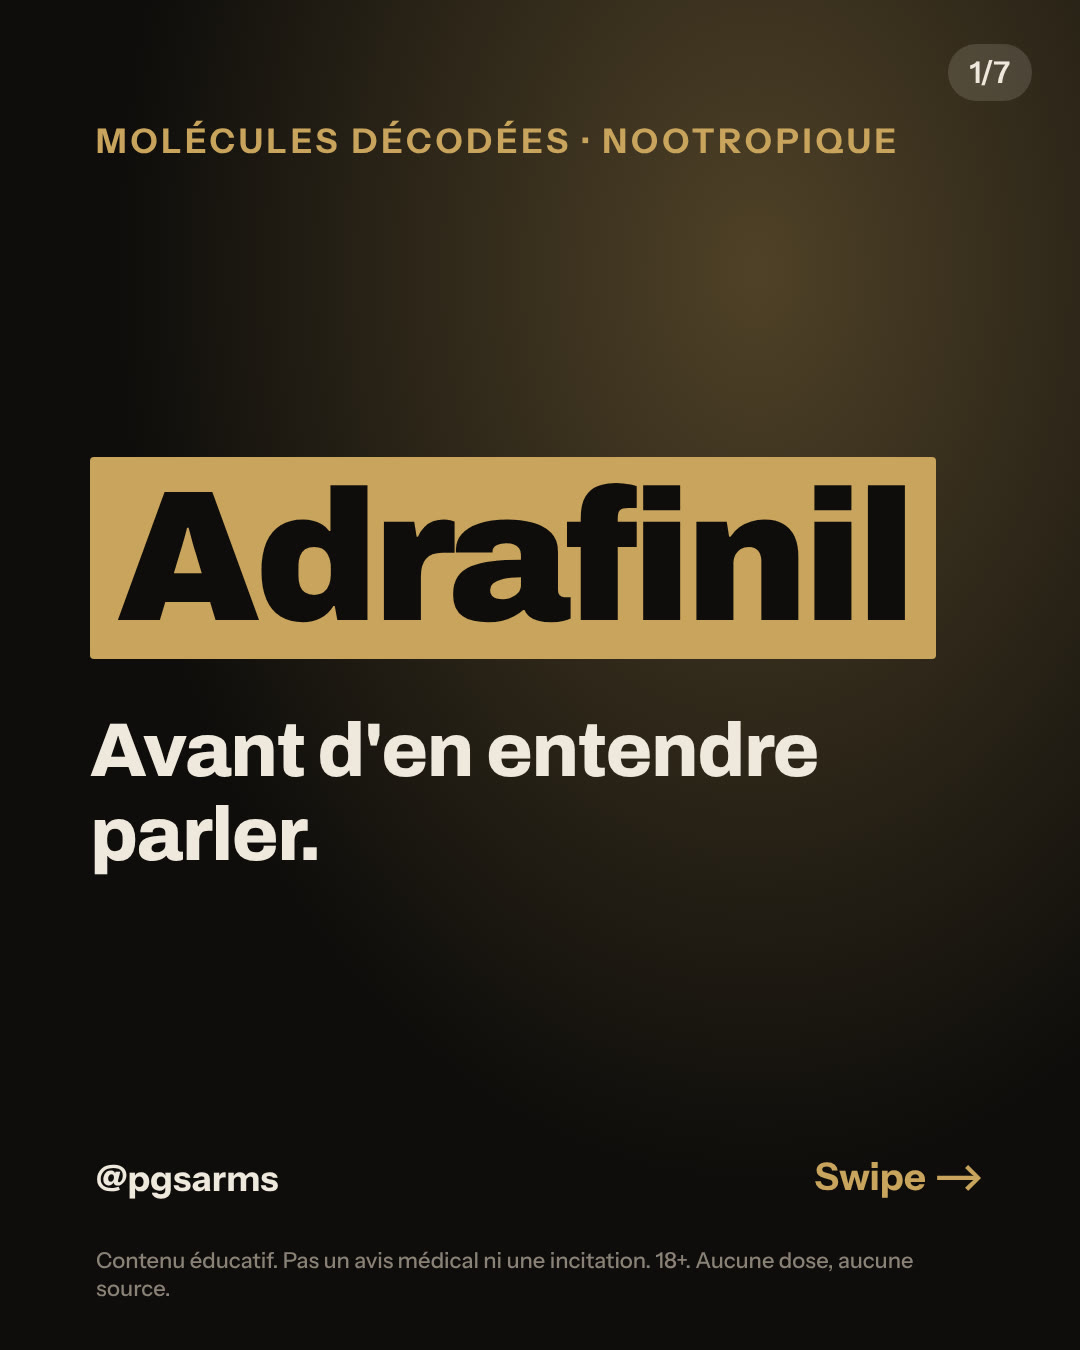 1/7
MOLÉCULES DÉCODÉES · NOOTROPIQUE
Adrafinil
Avant d'en entendre
parler.
@pgsarms
Swipe →
Contenu éducatif. Pas un avis médical ni une incitation. 18+. Aucune dose, aucune
source.